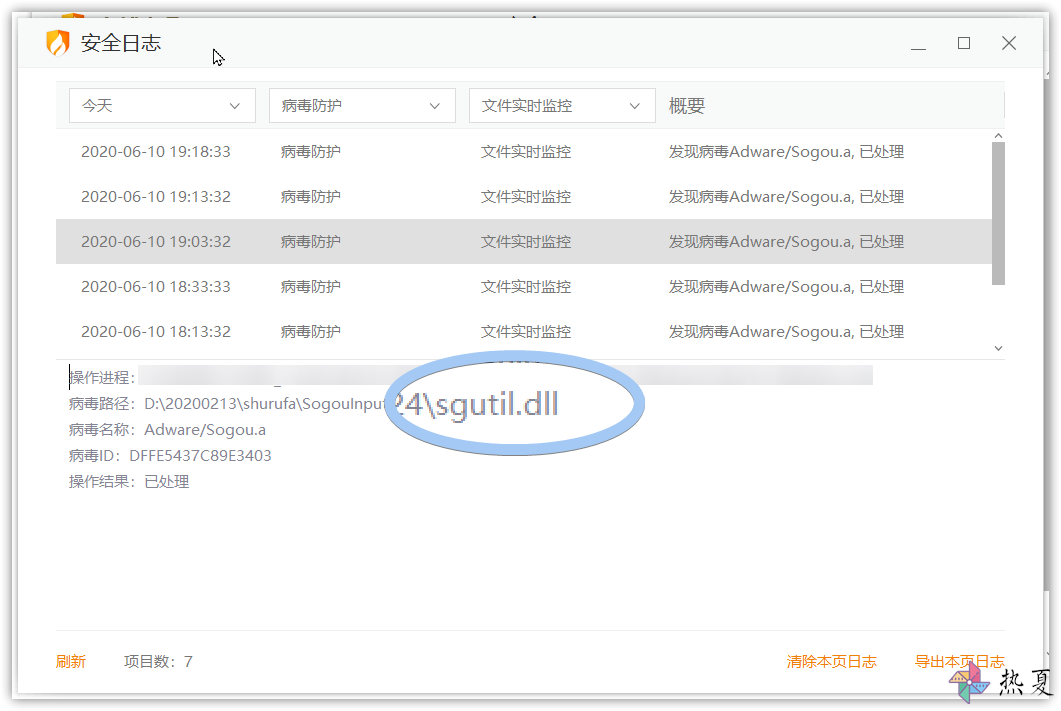 安全日志
今天 病毒防护 文件实时监控 概要
2020-06-10 19:18:33 病毒防护 文件实时监控 发现病毒Adware/Sogou.a, 已处理
2020-06-10 19:13:32 病毒防护 文件实时监控 发现病毒Adware/Sogou.a, 已处理
2020-06-10 19:03:32 病毒防护 文件实时监控 发现病毒Adware/Sogou.a, 已处理
2020-06-10 18:33:33 病毒防护 文件实时监控 发现病毒Adware/Sogou.a, 已处理
2020-06-10 18:13:32 病毒防护 文件实时监控 发现病毒Adware/Sogou.a, 已处理
操作进程：
病毒路径：D:\20200213\shurufa\SogouInput 24\sgutil.dll
病毒名称：Adware/Sogou.a
病毒ID：DFFE5437C89E3403
操作结果：已处理
刷新 项目数：7 清除本页日志 导出本页日志
热夏